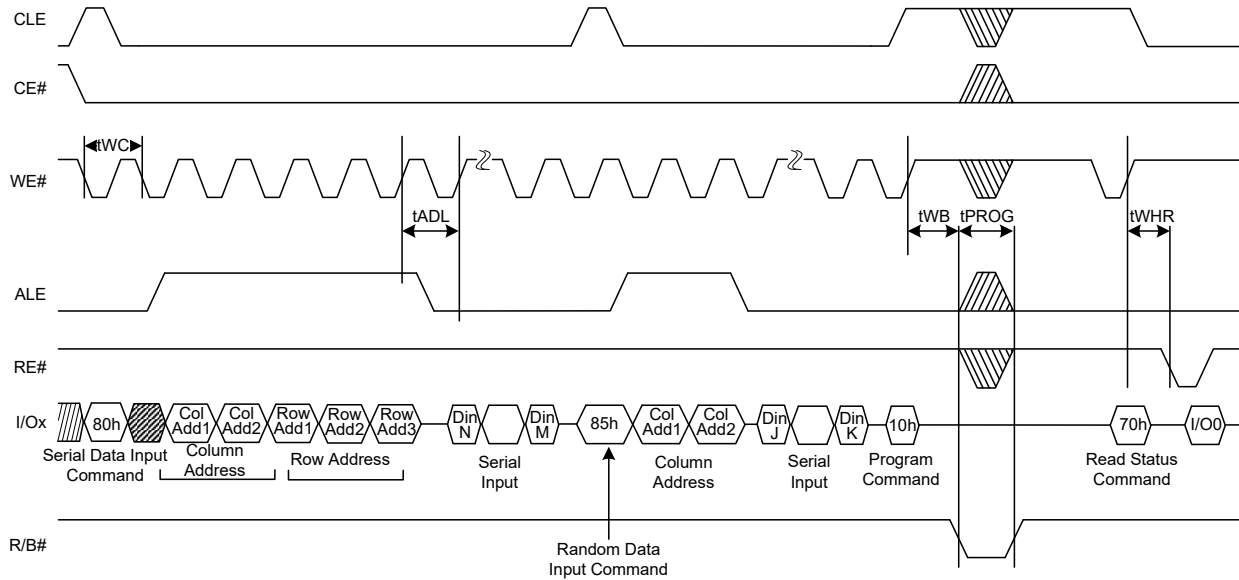 CLE
CE#
tWC
WE#
tADL
tWB
tPROG
tWHR
ALE
RE#
I/Ox
80h
Col
Add1
Col
Add2
Row
Add1
Row
Add2
Row
Add3
Din
N
Din
M
85h
Col
Add1
Col
Add2
Din
J
Din
K
10h
70h
I/O0
Serial Data Input
Command
Column
Address
Row Address
Serial
Input
Column
Address
Serial
Input
Program
Command
Read Status
Command
R/B#
Random Data
Input Command